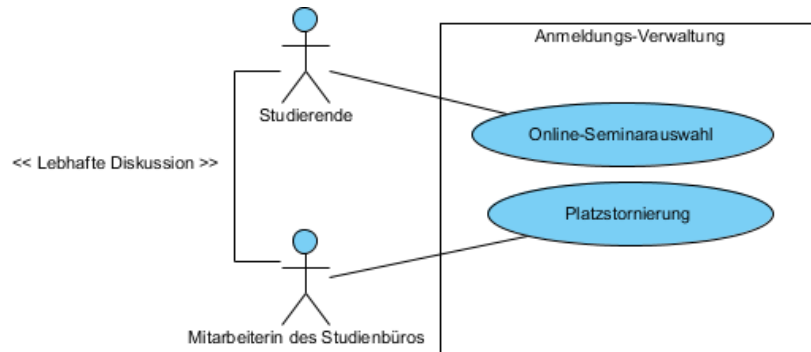 Anmeldungs-Verwaltung
Studierende
Online-Seminarauswahl
<< Lebhafte Diskussion >>
Platzstornierung
Mitarbeiterin des Studienbüros